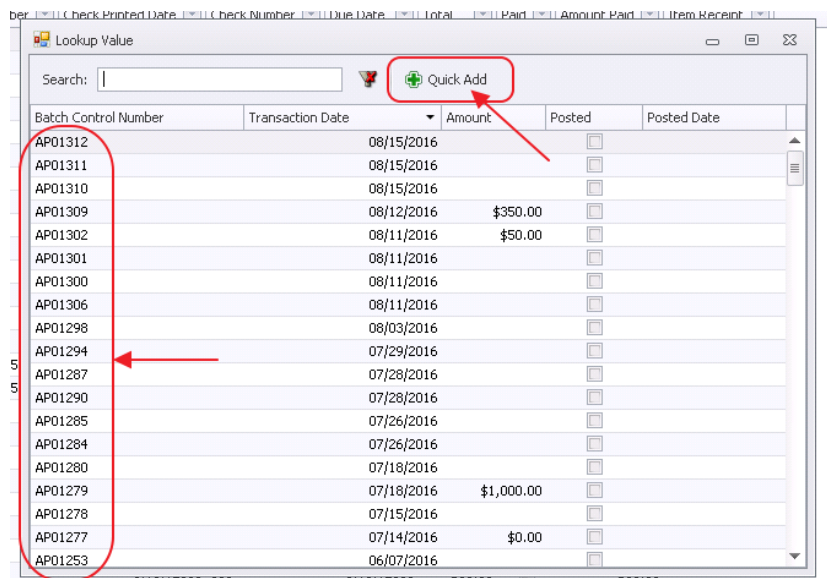 Check Printed Date Check Number Due Date Total Paid Amount Paid Item Receipt
Lookup Value
Search: Quick Add
Batch Control Number Transaction Date Amount Posted Posted Date
AP01312 08/15/2016
AP01311 08/15/2016
AP01310 08/15/2016
AP01309 08/12/2016 $350.00
AP01302 08/11/2016 $50.00
AP01301 08/11/2016
AP01300 08/11/2016
AP01306 08/11/2016
AP01298 08/03/2016
AP01294 07/29/2016
AP01287 07/28/2016
AP01290 07/28/2016
AP01285 07/26/2016
AP01284 07/26/2016
AP01280 07/18/2016
AP01279 07/18/2016 $1,000.00
AP01278 07/15/2016
AP01277 07/14/2016 $0.00
AP01253 06/07/2016